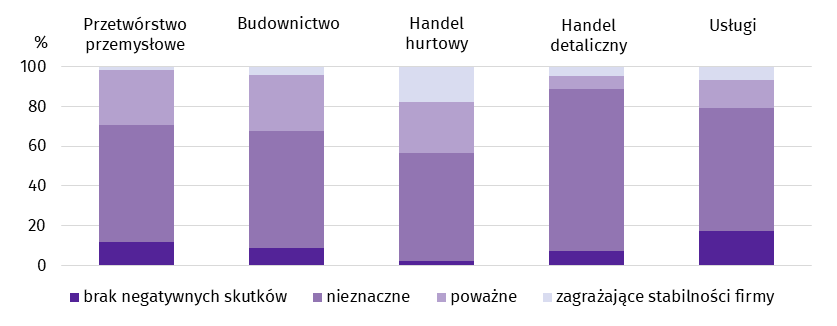 Przetwórstwo
przemysłowe
Budownictwo
Handel
hurtowy
Handel
detaliczny
Usługi
%
100
80
60
40
20
0
brak negatywnych skutków nieznaczne poważne zagrażające stabilności firmy